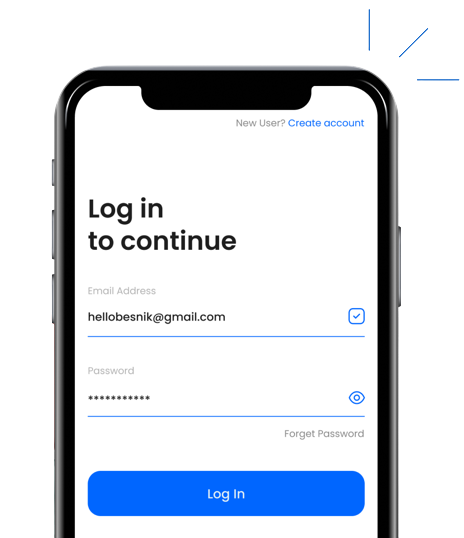 New User? Create account
Log in
to continue
Email Address
hellobesnik@gmail.com
Password
***********
Forget Password
Log In